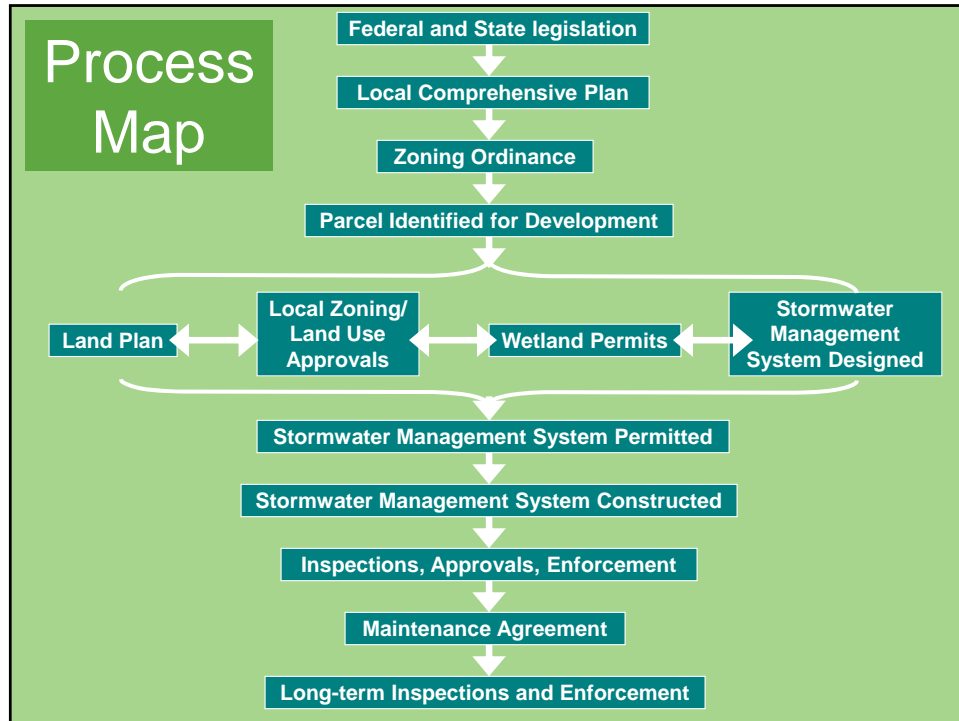 Process
Map
Federal and State legislation
Local Comprehensive Plan
Zoning Ordinance
Parcel Identified for Development
Land Plan
Local Zoning/
Land Use
Approvals
Wetland Permits
Stormwater
Management
System Designed
Stormwater Management System Permitted
Stormwater Management System Constructed
Inspections, Approvals, Enforcement
Maintenance Agreement
Long-term Inspections and Enforcement